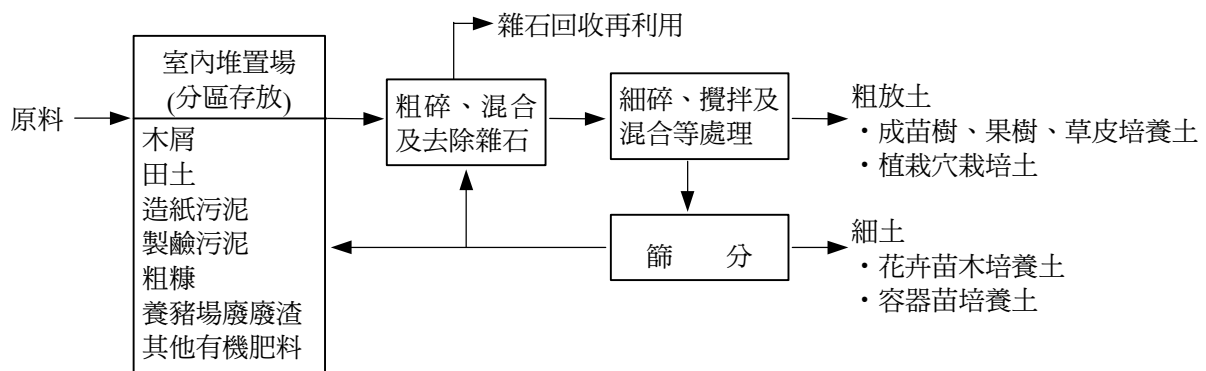 雜石回收再利用
原料
室內堆置場
(分區存放)
木屑
田土
造紙污泥
製鹼污泥
粗糠
養豬場廢廢渣
其他有機肥料
粗碎、混合
及去除雜石
細碎、攪拌及
混合等處理
粗放土
・成苗樹、果樹、草皮培養土
・植栽穴栽培土
篩 分
細土
・花卉苗木培養土
・容器苗培養土